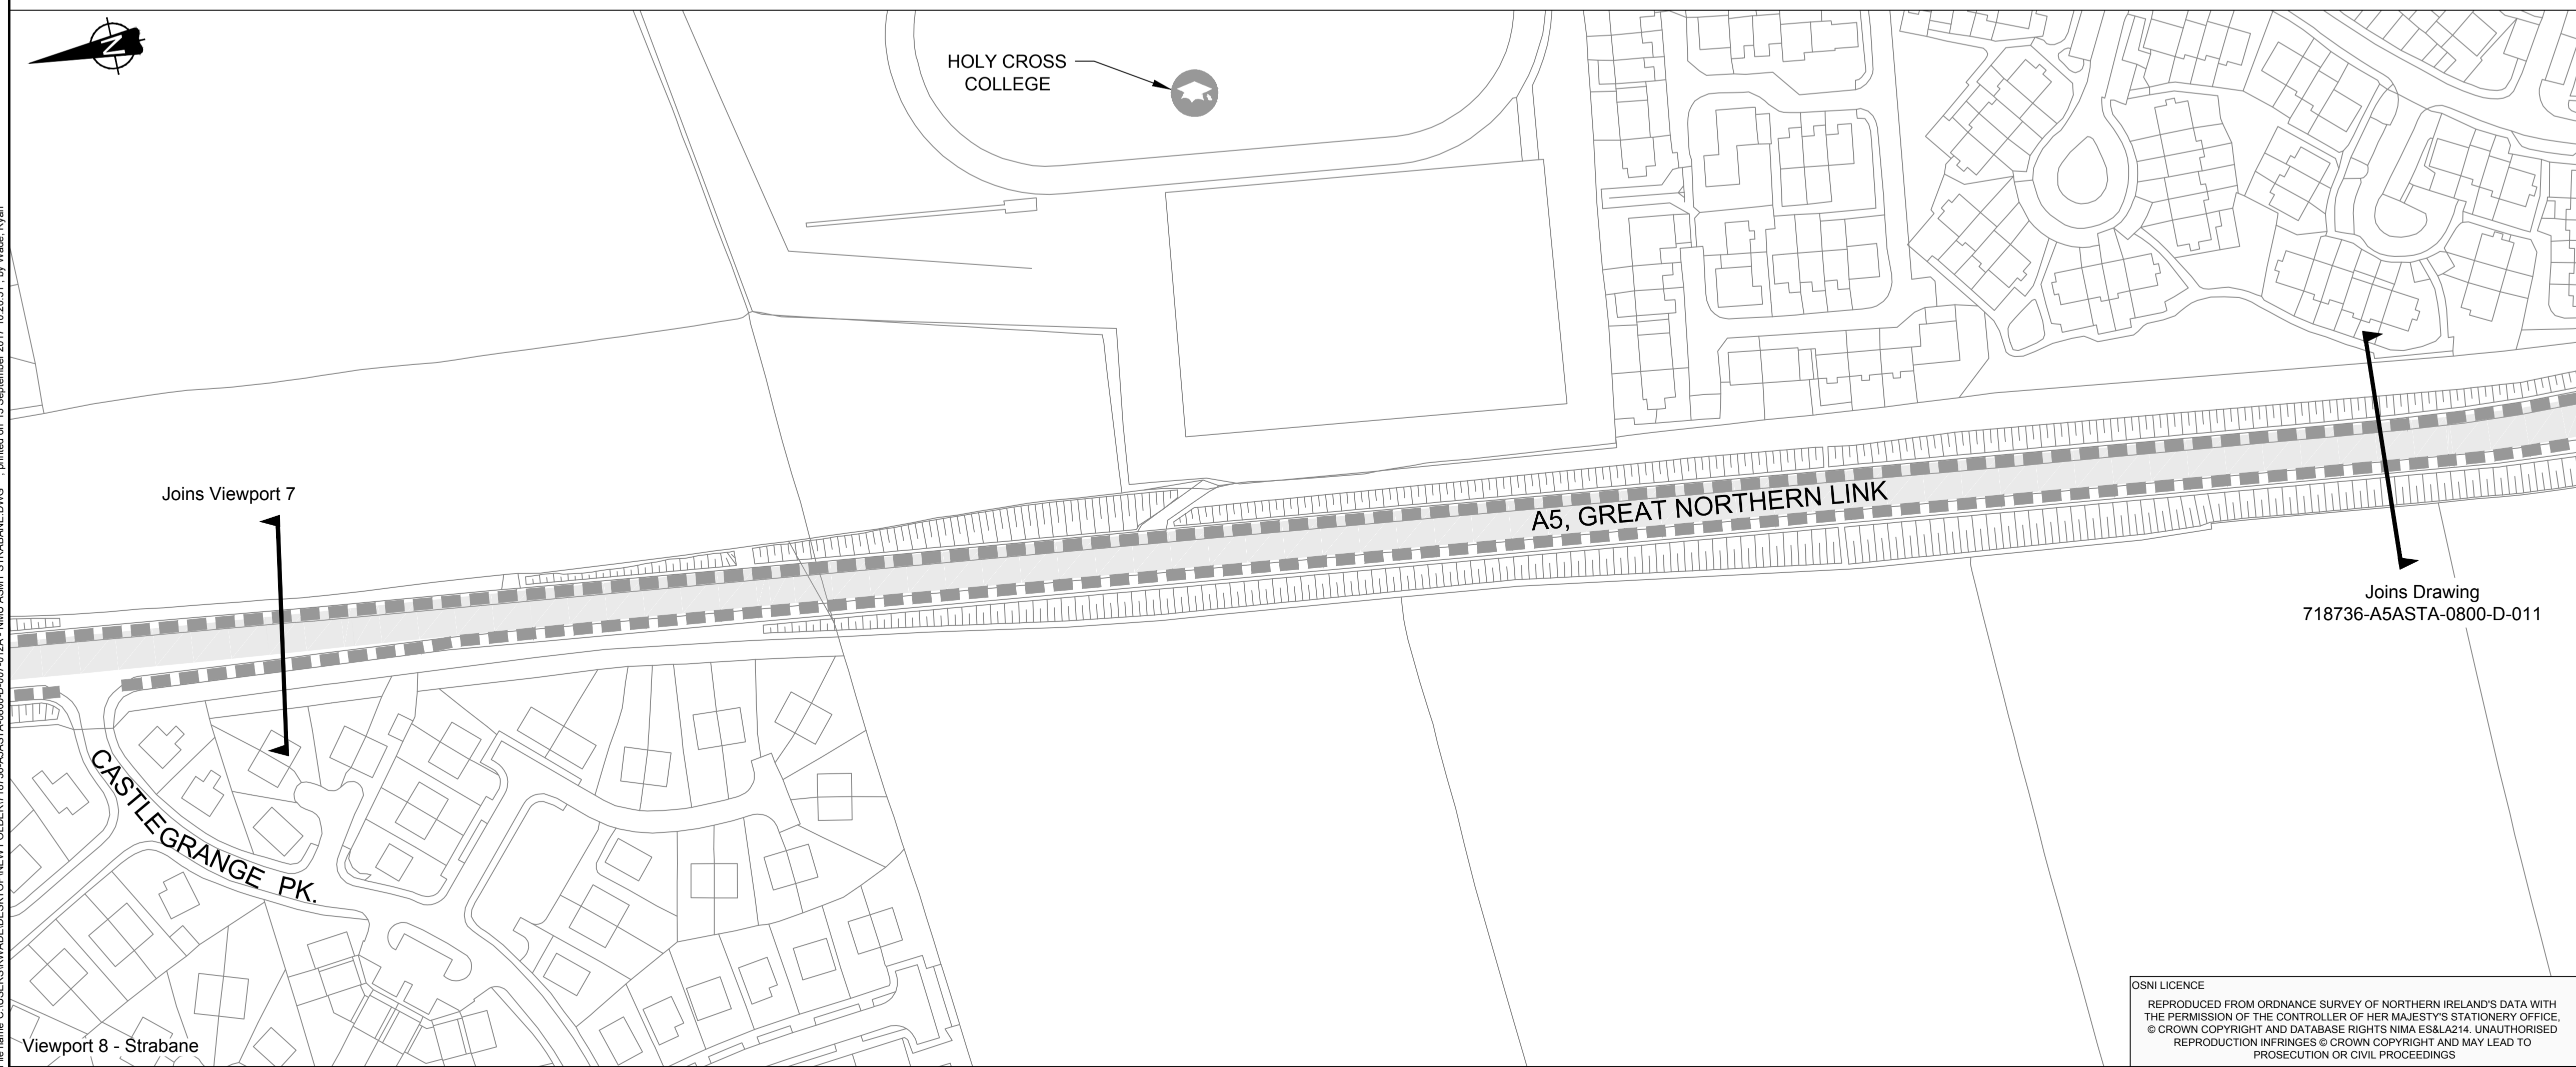 N
HOLY CROSS
COLLEGE
Joins Viewport 7
A5, GREAT NORTHERN LINK
Joins Drawing
718736-A5ASTA-0800-D-011
CASTLEGRANGE PK.
Viewport 8 - Strabane
OSNI LICENCE
REPRODUCED FROM ORDNANCE SURVEY OF NORTHERN IRELAND'S DATA WITH
THE PERMISSION OF THE CONTROLLER OF HER MAJESTY'S STATIONERY OFFICE,
© CROWN COPYRIGHT AND DATABASE RIGHTS NIMA ES&LA214. UNAUTHORISED
REPRODUCTION INFRINGES © CROWN COPYRIGHT AND MAY LEAD TO
PROSECUTION OR CIVIL PROCEEDINGS